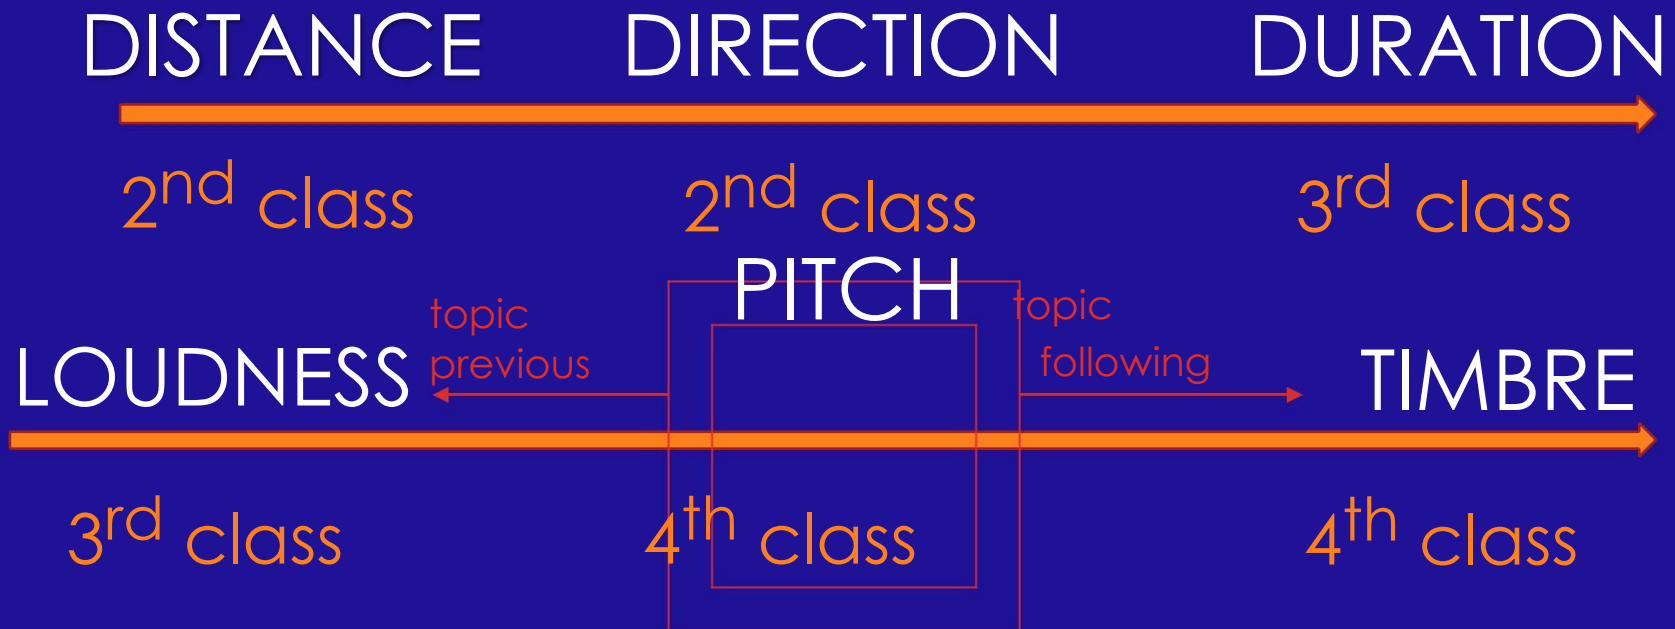 DISTANCE DIRECTION DURATION
2nd class 2nd class 3rd class
PITCH
topic topic
previous following
LOUDNESS TIMBRE
3rd class 4th class 4th class